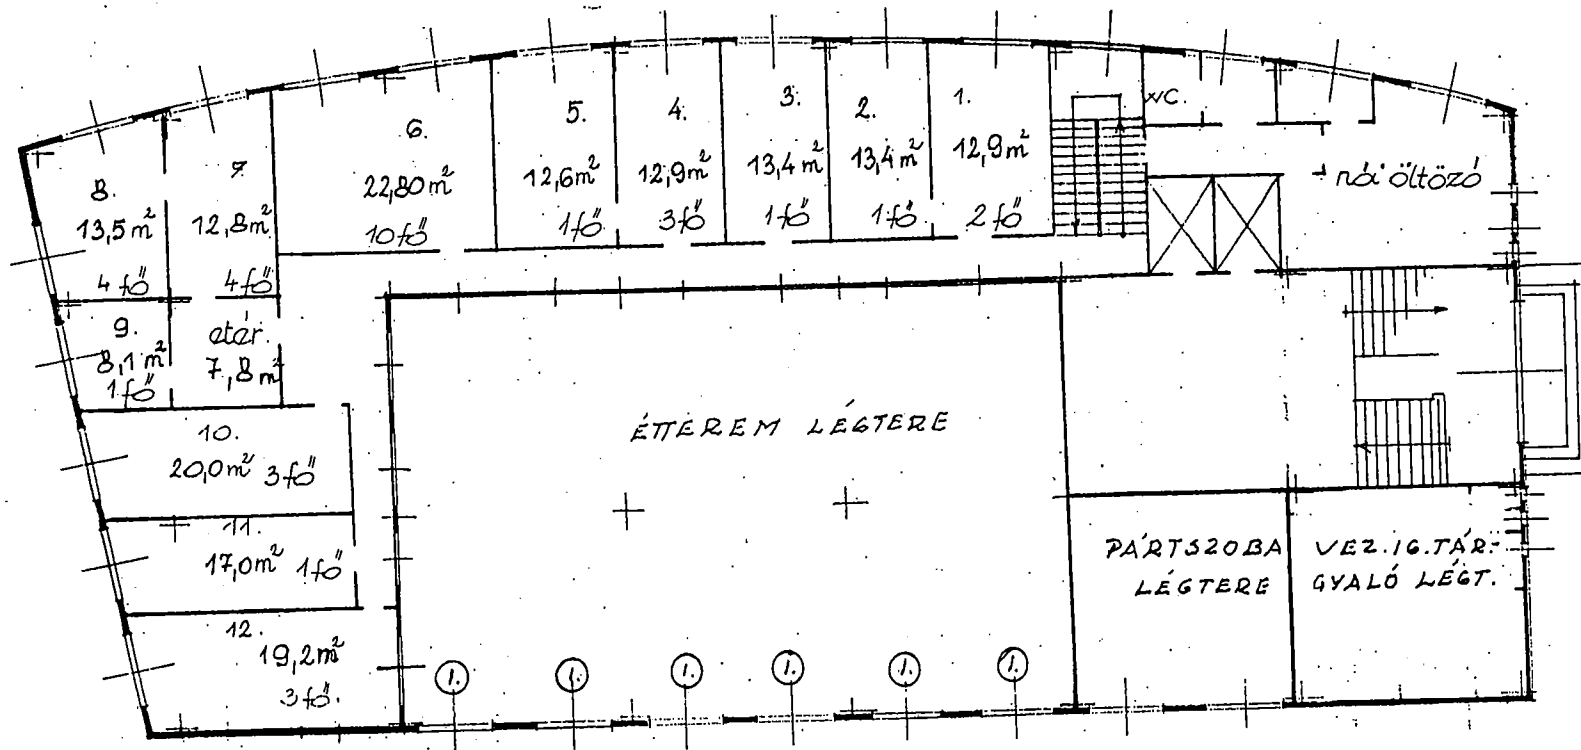 8.
13,5 m²
4 fő
7
12,8 m²
4 fő
6.
22,80 m²
10 fő
5.
12,6 m²
1 fő
4.
12,9 m²
3 fő
3.
13,4 m²
1 fő
2.
13,4 m²
1 fő
1.
12,9 m²
2 fő
WC.
női öltöző
9.
8,1 m²
1 fő
etér.
7,8 m²
10.
20,0 m² 3 fő
11.
17,0 m² 1 fő
12.
19,2 m²
3 fő.
ÉTTEREM LÉGTERE
PÁRTSZOBA
LÉGTERE
VEZ.IG.TÁR-
GYALÓ LÉGT.
1.
1.
1.
1.
1.
1.